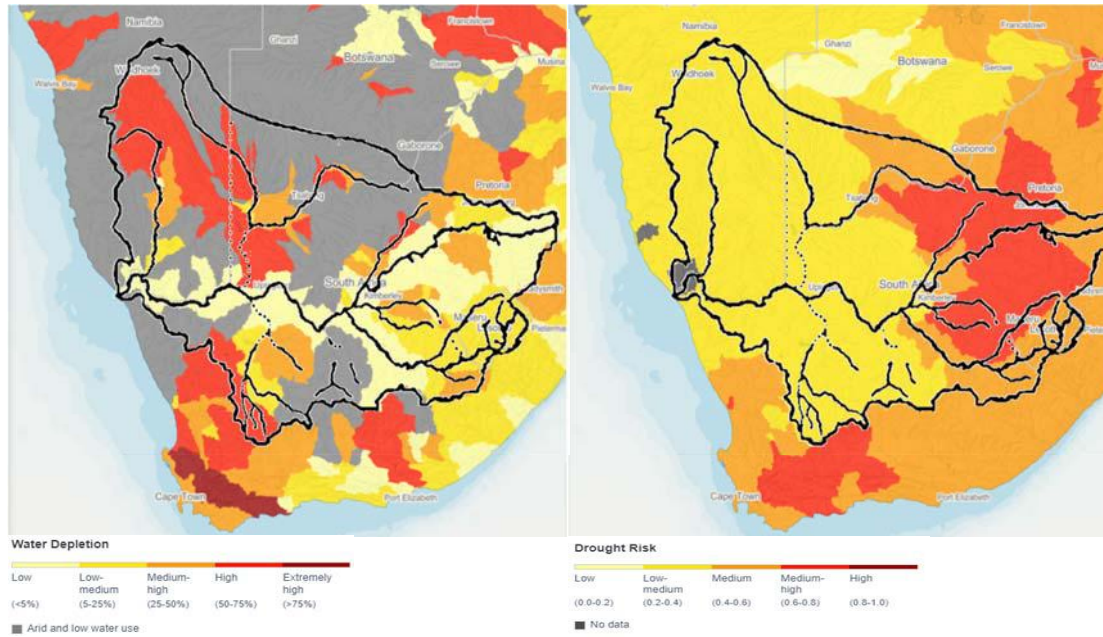 Namibia
Ghanzi
Francistown
Botswana
Serowe
Walvis Bay
Windhoek
Musina
Gaborone
Pretoria
Tsabong
Upington
South Africa
Kimberley
Ladysmith
Maseru
Lesotho
Cape Town
Port Elizabeth
Water Depletion
Low
Low-medium
Medium-high
High
Extremely high
(<5%)
(5-25%)
(25-50%)
(50-75%)
(>75%)
Arid and low water use
Namibia
Francistown
Ghanzi
Botswana
Serowe
Windhoek
Walvis Bay
Gaborone
Pretoria
Tsabong
South Africa
Kimberley
Maseru
Cape Town
Port Elizabeth
Drought Risk
Low
Low-medium
Medium
Medium-high
High
(0.0-0.2)
(0.2-0.4)
(0.4-0.6)
(0.6-0.8)
(0.8-1.0)
No data